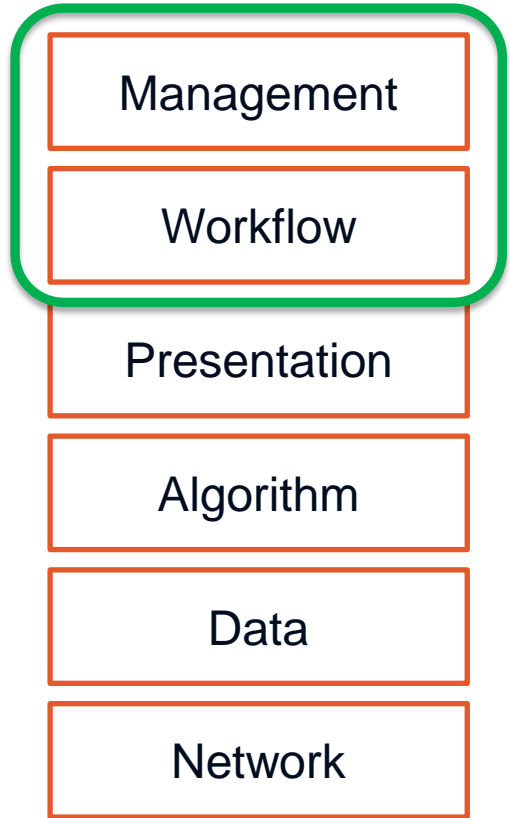 Management
Workflow
Presentation
Algorithm
Data
Network